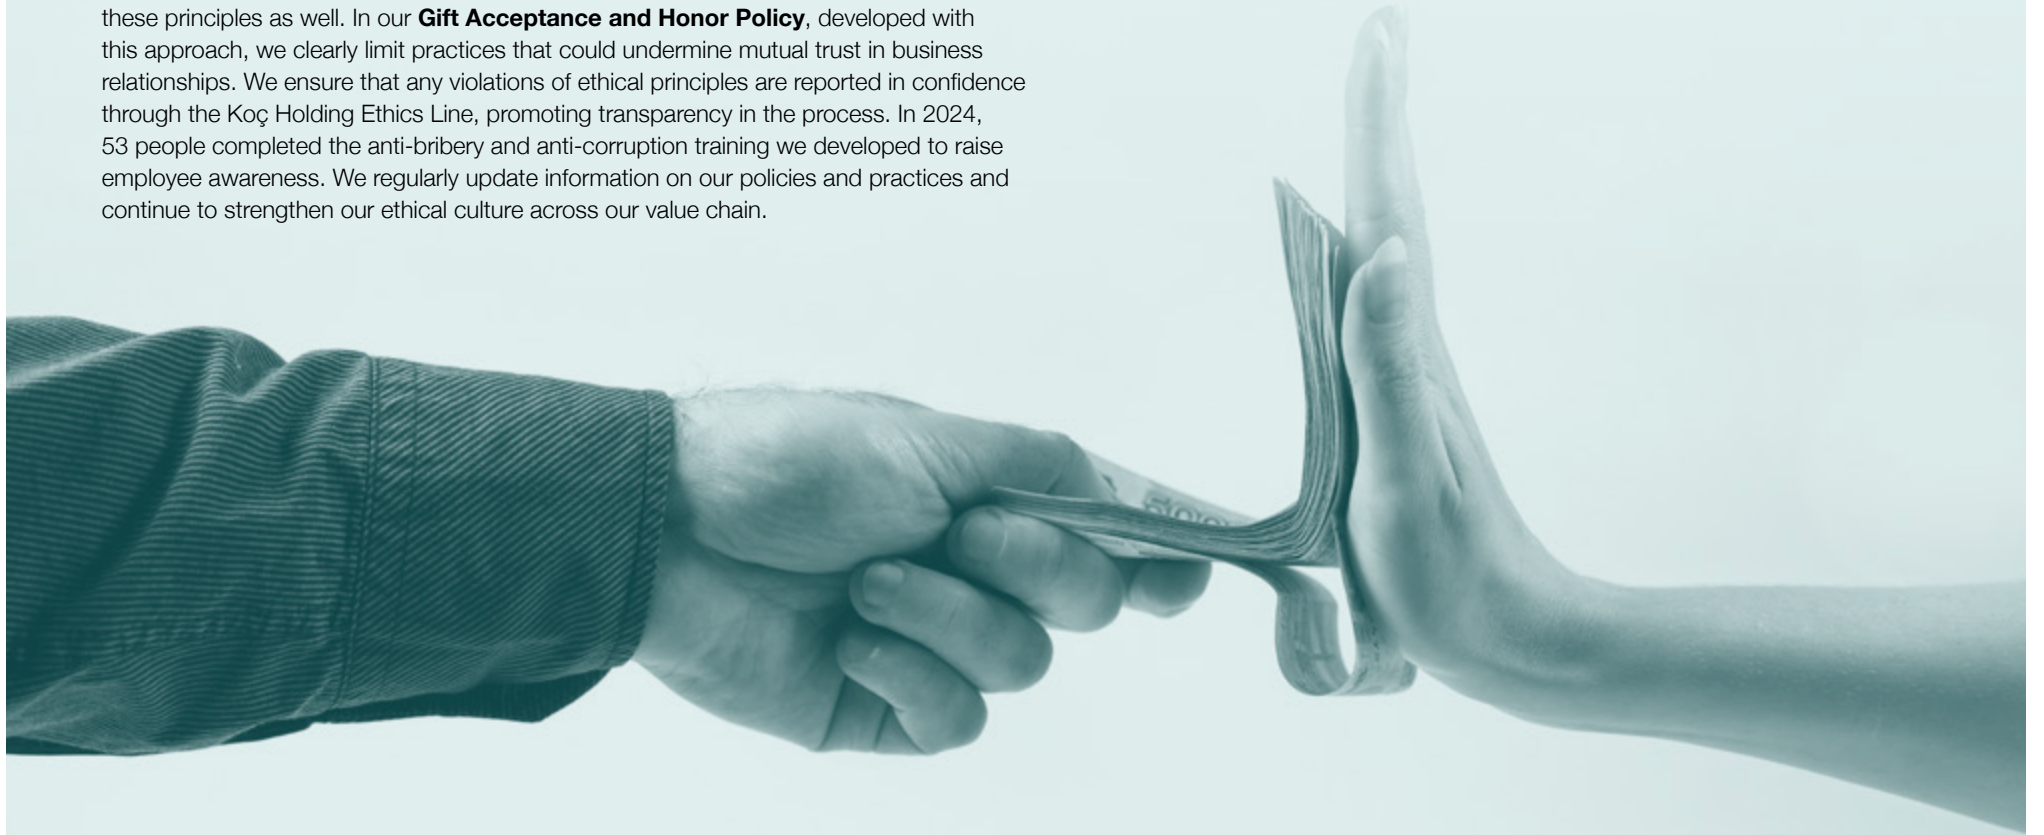 these principles as well. In our Gift Acceptance and Honor Policy, developed with
this approach, we clearly limit practices that could undermine mutual trust in business
relationships. We ensure that any violations of ethical principles are reported in confidence
through the Koç Holding Ethics Line, promoting transparency in the process. In 2024,
53 people completed the anti-bribery and anti-corruption training we developed to raise
employee awareness. We regularly update information on our policies and practices and
continue to strengthen our ethical culture across our value chain.